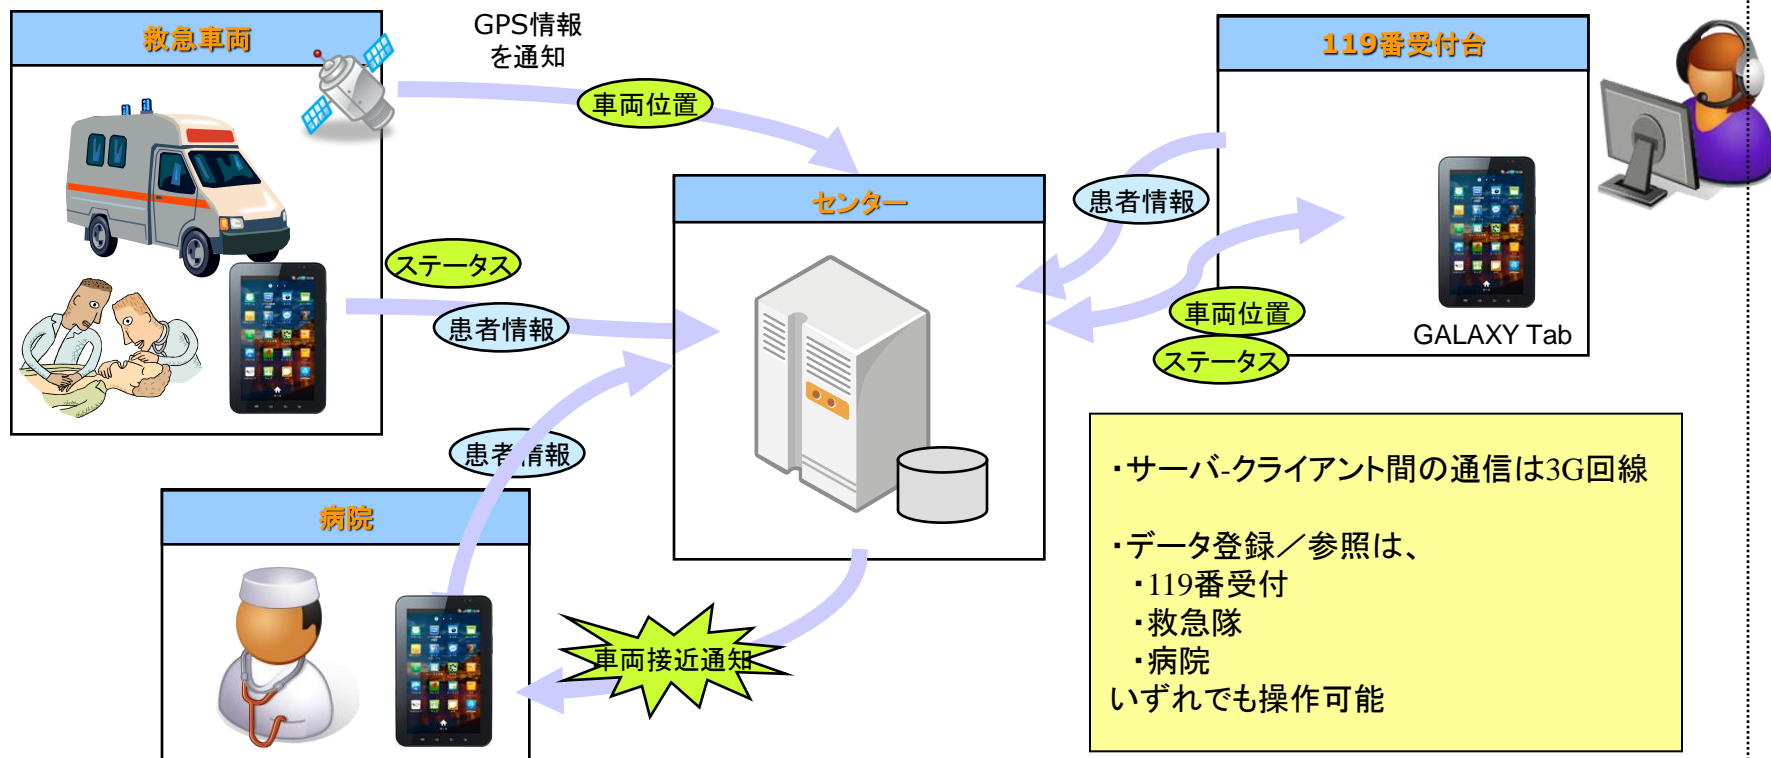 救急車両
GPS情報
を通知
車両位置
119番受付台
センター
患者情報
ステータス
患者情報
車両位置
ステータス
GALAXY Tab
患者情報
病院
車両接近通知
・サーバ-クライアント間の通信は3G回線
・データ登録／参照は、
・119番受付
・救急隊
・病院
いずれでも操作可能